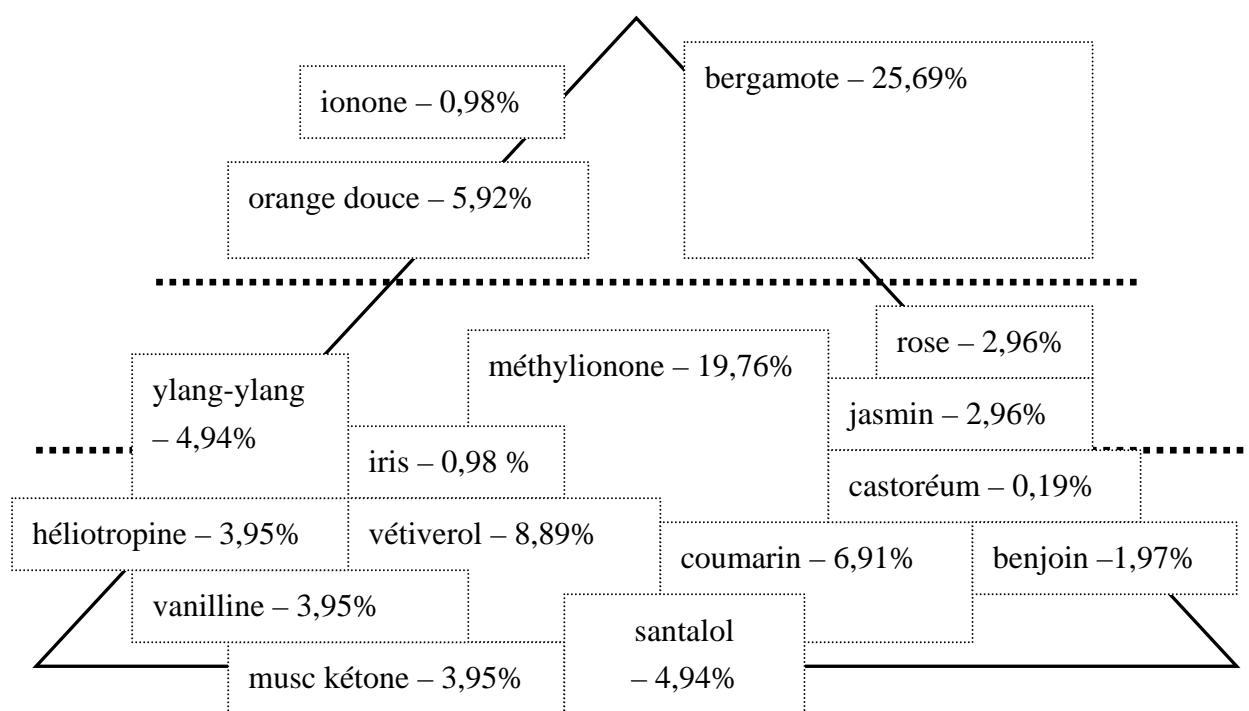 bergamote – 25,69%
ionone – 0,98%
orange douce – 5,92%
rose – 2,96%
méthylionone – 19,76%
ylang-ylang
– 4,94%
jasmin – 2,96%
iris – 0,98 %
castoréum – 0,19%
héliotropine – 3,95%
vétiverol – 8,89%
coumarin – 6,91%
benjoin –1,97%
vanilline – 3,95%
santalol
– 4,94%
musc kétone – 3,95%